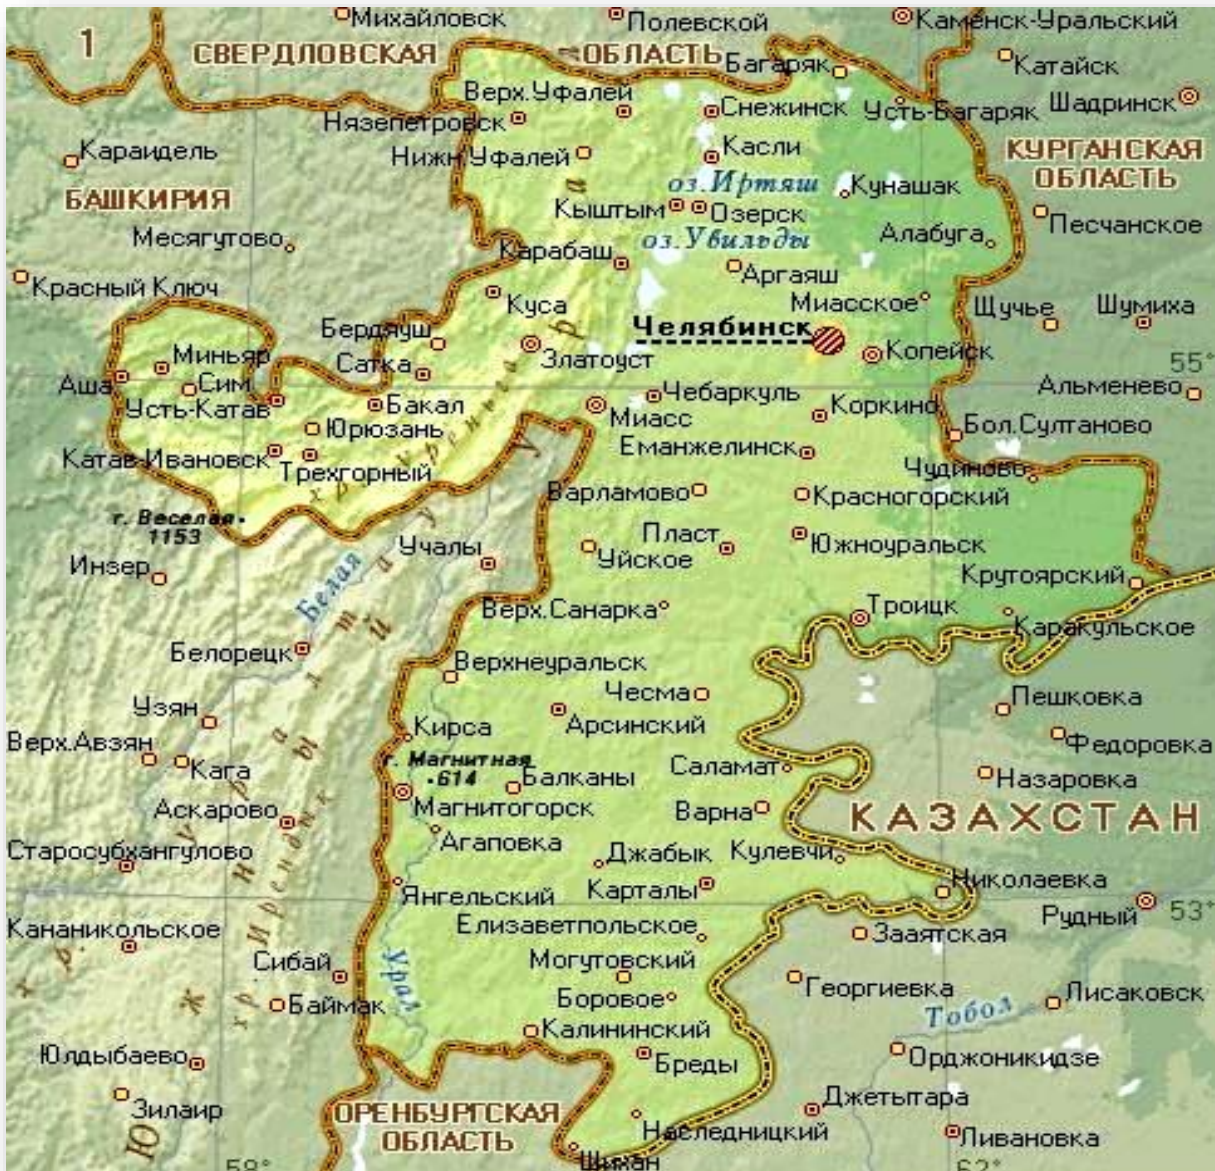 Михайловск
Полевской
Каменск-Уральский
1
СВЕРДЛОВСКАЯ
ОБЛАСТЬ
Багаряк
Катайск
Верх.Уфалей
Снежинск
Усть-Багаряк
Шадринск
Нязепетровск
Караидель
Нижн.Уфалей
Касли
КУРГАНСКАЯ
ОБЛАСТЬ
БАШКИРИЯ
оз.Иртяш
Кунашак
Кыштым
Озерск
Песчанское
Месягутово
Карабаш
оз.Увильды
Алабуга
Красный Ключ
Куса
Аргаяш
Миасское
Щучье
Шумиха
Бердяуш
Челябинск
Миньяр
Сатка
Златоуст
Копейск
55°
Аша
Сим
Усть-Катав
Бакал
Чебаркуль
Альменево
Миасс
Коркино
Юрюзань
Еманжелинск
Бол.Султаново
Катав-Ивановск
Трехгорный
Чудиново
Варламово
Красногорский
г. Веселая
1153
Учалы
Пласт
Южноуральск
Инзер
Уйское
Крутоярский
Белая
Верх.Санарка
Троицк
Каракульское
Белорецк
Верхнеуральск
Чесма
Пешковка
Узян
Арсинский
Кирса
Верх.Авзян
Федоровка
Кага
г. Магнитная
614
Балканы
Саламат
Назаровка
Аскарово
Магнитогорск
Варна
КАЗАХСТАН
Агаповка
Старосубхангулово
Джабык
Кулевчи
Янгельский
Карталы
Николаевка
Рудный
53°
Кананикольское
Елизаветпольское
Зааятская
Сибай
Урал
Могутовский
Георгиевка
Баймак
Боровое
Тобол
Лисаковск
Калининский
Юлдыбаево
Бреды
Орджоникидзе
Зилаир
ОРЕНБУРГСКАЯ
ОБЛАСТЬ
Джетыгара
Наследницкий
Ливановка
Шихан